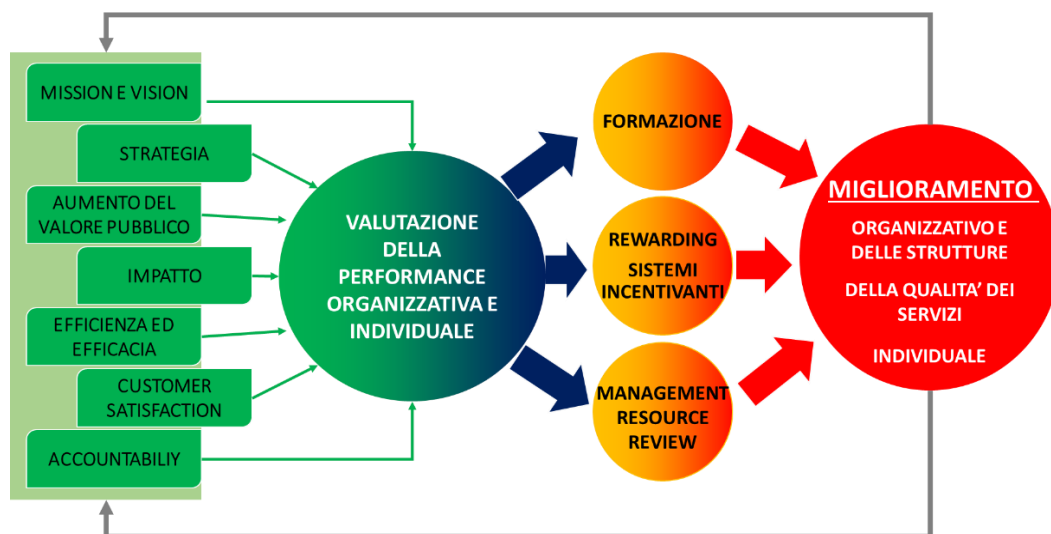 MISSION E VISION
STRATEGIA
AUMENTO DEL
VALORE PUBBLICO
IMPATTO
EFFICIENZA ED
EFFICACIA
CUSTOMER
SATISFACTION
ACCOUNTABILIY
VALUTAZIONE
DELLA
PERFORMANCE
ORGANIZZATIVA E
INDIVIDUALE
FORMAZIONE
REWARDING
SISTEMI
INCENTIVANTI
MANAGEMENT
RESOURCE
REVIEW
MIGLIORAMENTO
ORGANIZZATIVO E
DELLE STRUTTURE
DELLA QUALITA’ DEI
SERVIZI
INDIVIDUALE